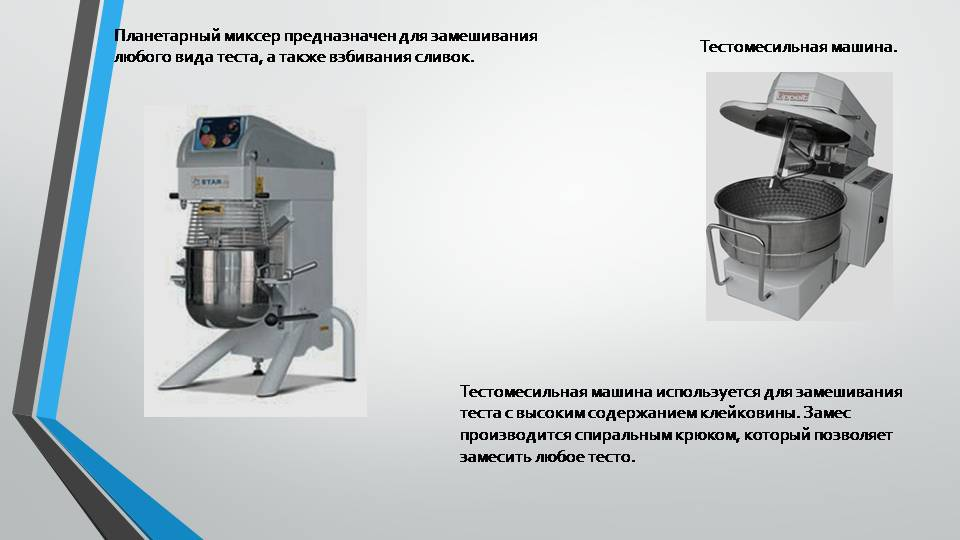 Планетарный миксер предназначен для замешивания
любого вида теста, а также взбивания сливок.
Тестомесильная машина.
STAR
Тестомесильная машина используется для замешивания
теста с высоким содержанием клейковины. Замес
производится спиральным крюком, который позволяет
замесить любое тесто.